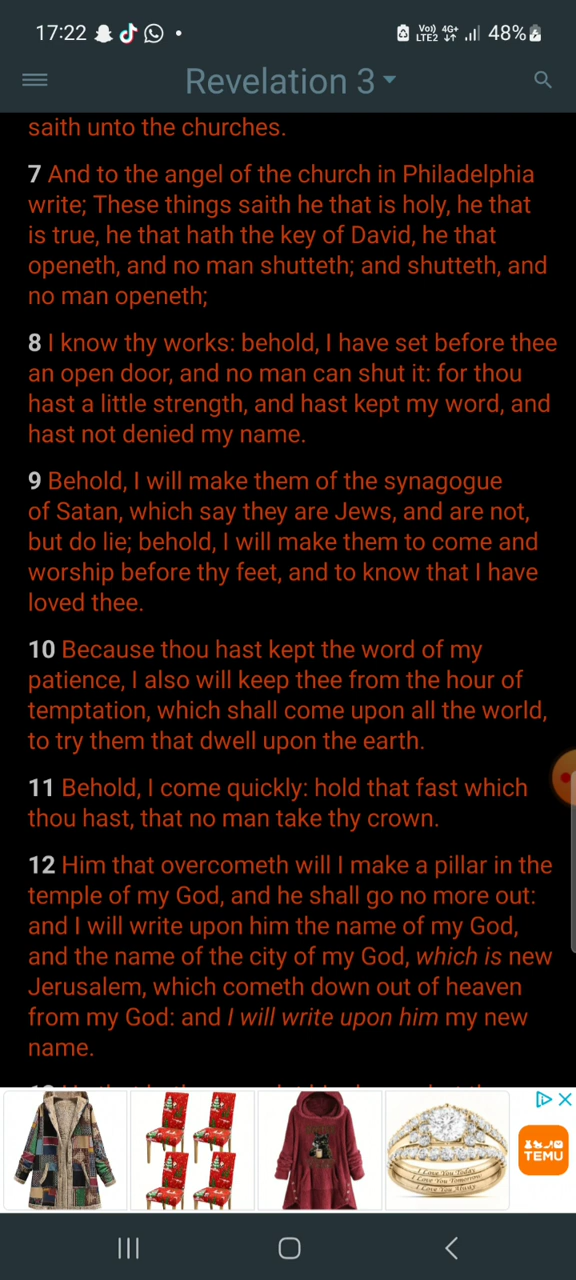 17:22
Vo)) 4G+
LTE2
48%
Revelation 3
saith unto the churches.
7 And to the angel of the church in Philadelphia
write; These things saith he that is holy, he that
is true, he that hath the key of David, he that
openeth, and no man shutteth; and shutteth, and
no man openeth;
8 I know thy works: behold, I have set before thee
an open door, and no man can shut it: for thou
hast a little strength, and hast kept my word, and
hast not denied my name.
9 Behold, I will make them of the synagogue
of Satan, which say they are Jews, and are not,
but do lie; behold, I will make them to come and
worship before thy feet, and to know that I have
loved thee.
10 Because thou hast kept the word of my
patience, I also will keep thee from the hour of
temptation, which shall come upon all the world,
to try them that dwell upon the earth.
11 Behold, I come quickly: hold that fast which
thou hast, that no man take thy crown.
12 Him that overcometh will I make a pillar in the
temple of my God, and he shall go no more out:
and I will write upon him the name of my God,
and the name of the city of my God, which is new
Jerusalem, which cometh down out of heaven
from my God: and I will write upon him my new
name.
I Love You Today
I Love You Tomorrow
I Love You Always
TEMU